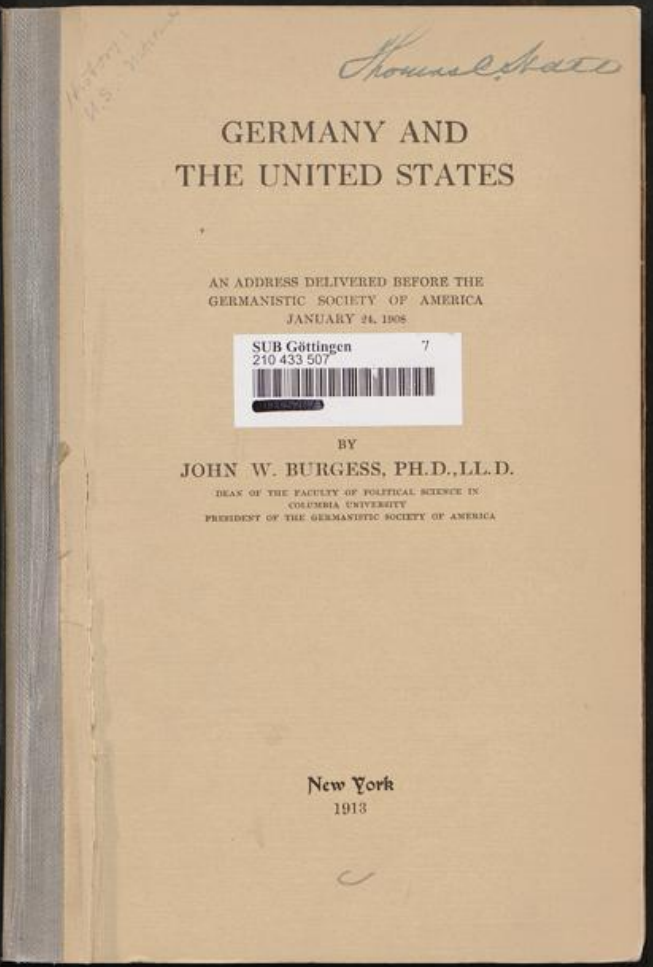 Thomas C.
GERMANY AND
THE UNITED STATES
AN ADDRESS DELIVERED BEFORE THE
GERMANISTIC SOCIETY OF AMERICA
JANUARY 24, 1908
SUB Göttingen 7
210 433 507
BY
JOHN W. BURGESS, PH.D.,LL.D.
DEAN OF THE FACULTY OF POLITICAL SCIENCE IN
COLUMBIA UNIVERSITY
PRESIDENT OF THE GERMANISTIC SOCIETY OF AMERICA
New York
1913